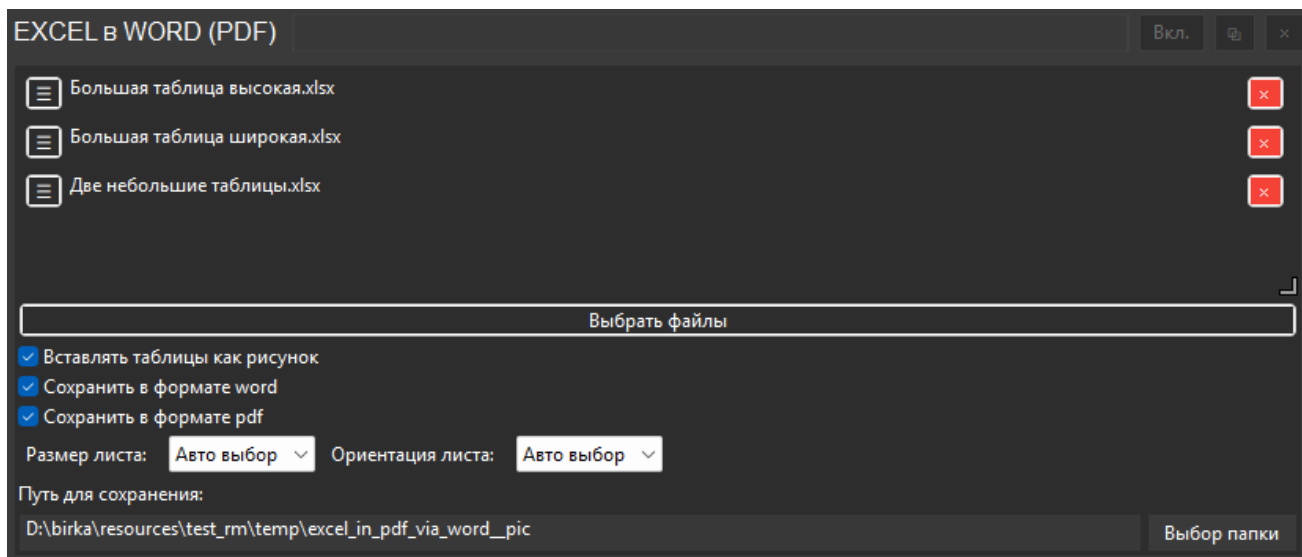 EXCEL в WORD (PDF) Вкл.
Большая таблица высокая.xlsx
Большая таблица широкая.xlsx
Две небольшие таблицы.xlsx
Выбрать файлы
Вставлять таблицы как рисунок
Сохранить в формате word
Сохранить в формате pdf
Размер листа: Авто выбор Ориентация листа: Авто выбор
Путь для сохранения:
D:\birka\resources\test_rm\temp\excel_in_pdf_via_word__pic Выбор папки